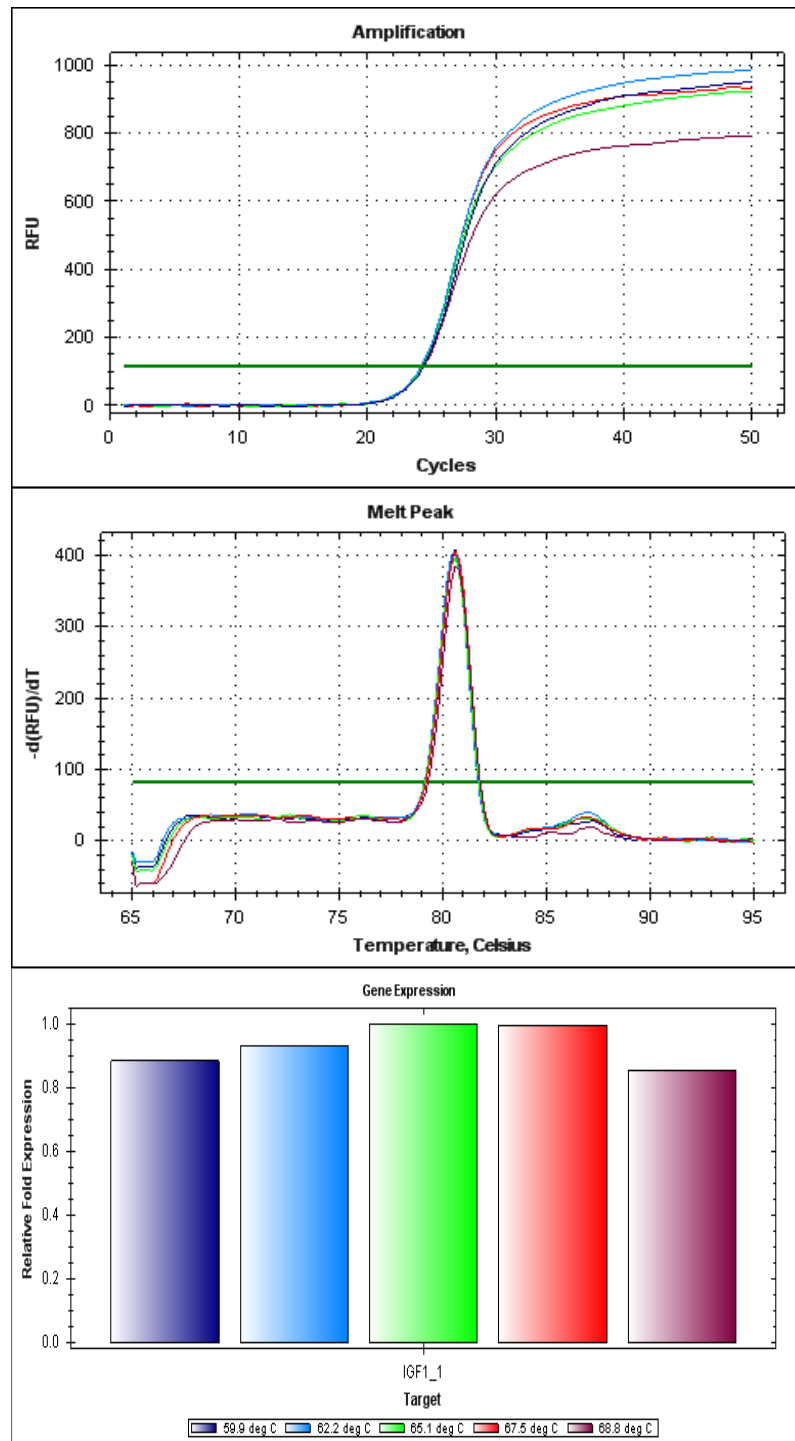 Amplification
1000
800
600
400
200
0
RFU
0 10 20 30 40 50
Cycles
Melt Peak
400
300
200
100
0
-d(RFU)/dT
65 70 75 80 85 90 95
Temperature, Celsius
Gene Expression
1.0
0.8
0.6
0.4
0.2
0.0
Relative Fold Expression
IGF1_1
Target
59.9 deg C 62.2 deg C 65.1 deg C 67.5 deg C 68.8 deg C